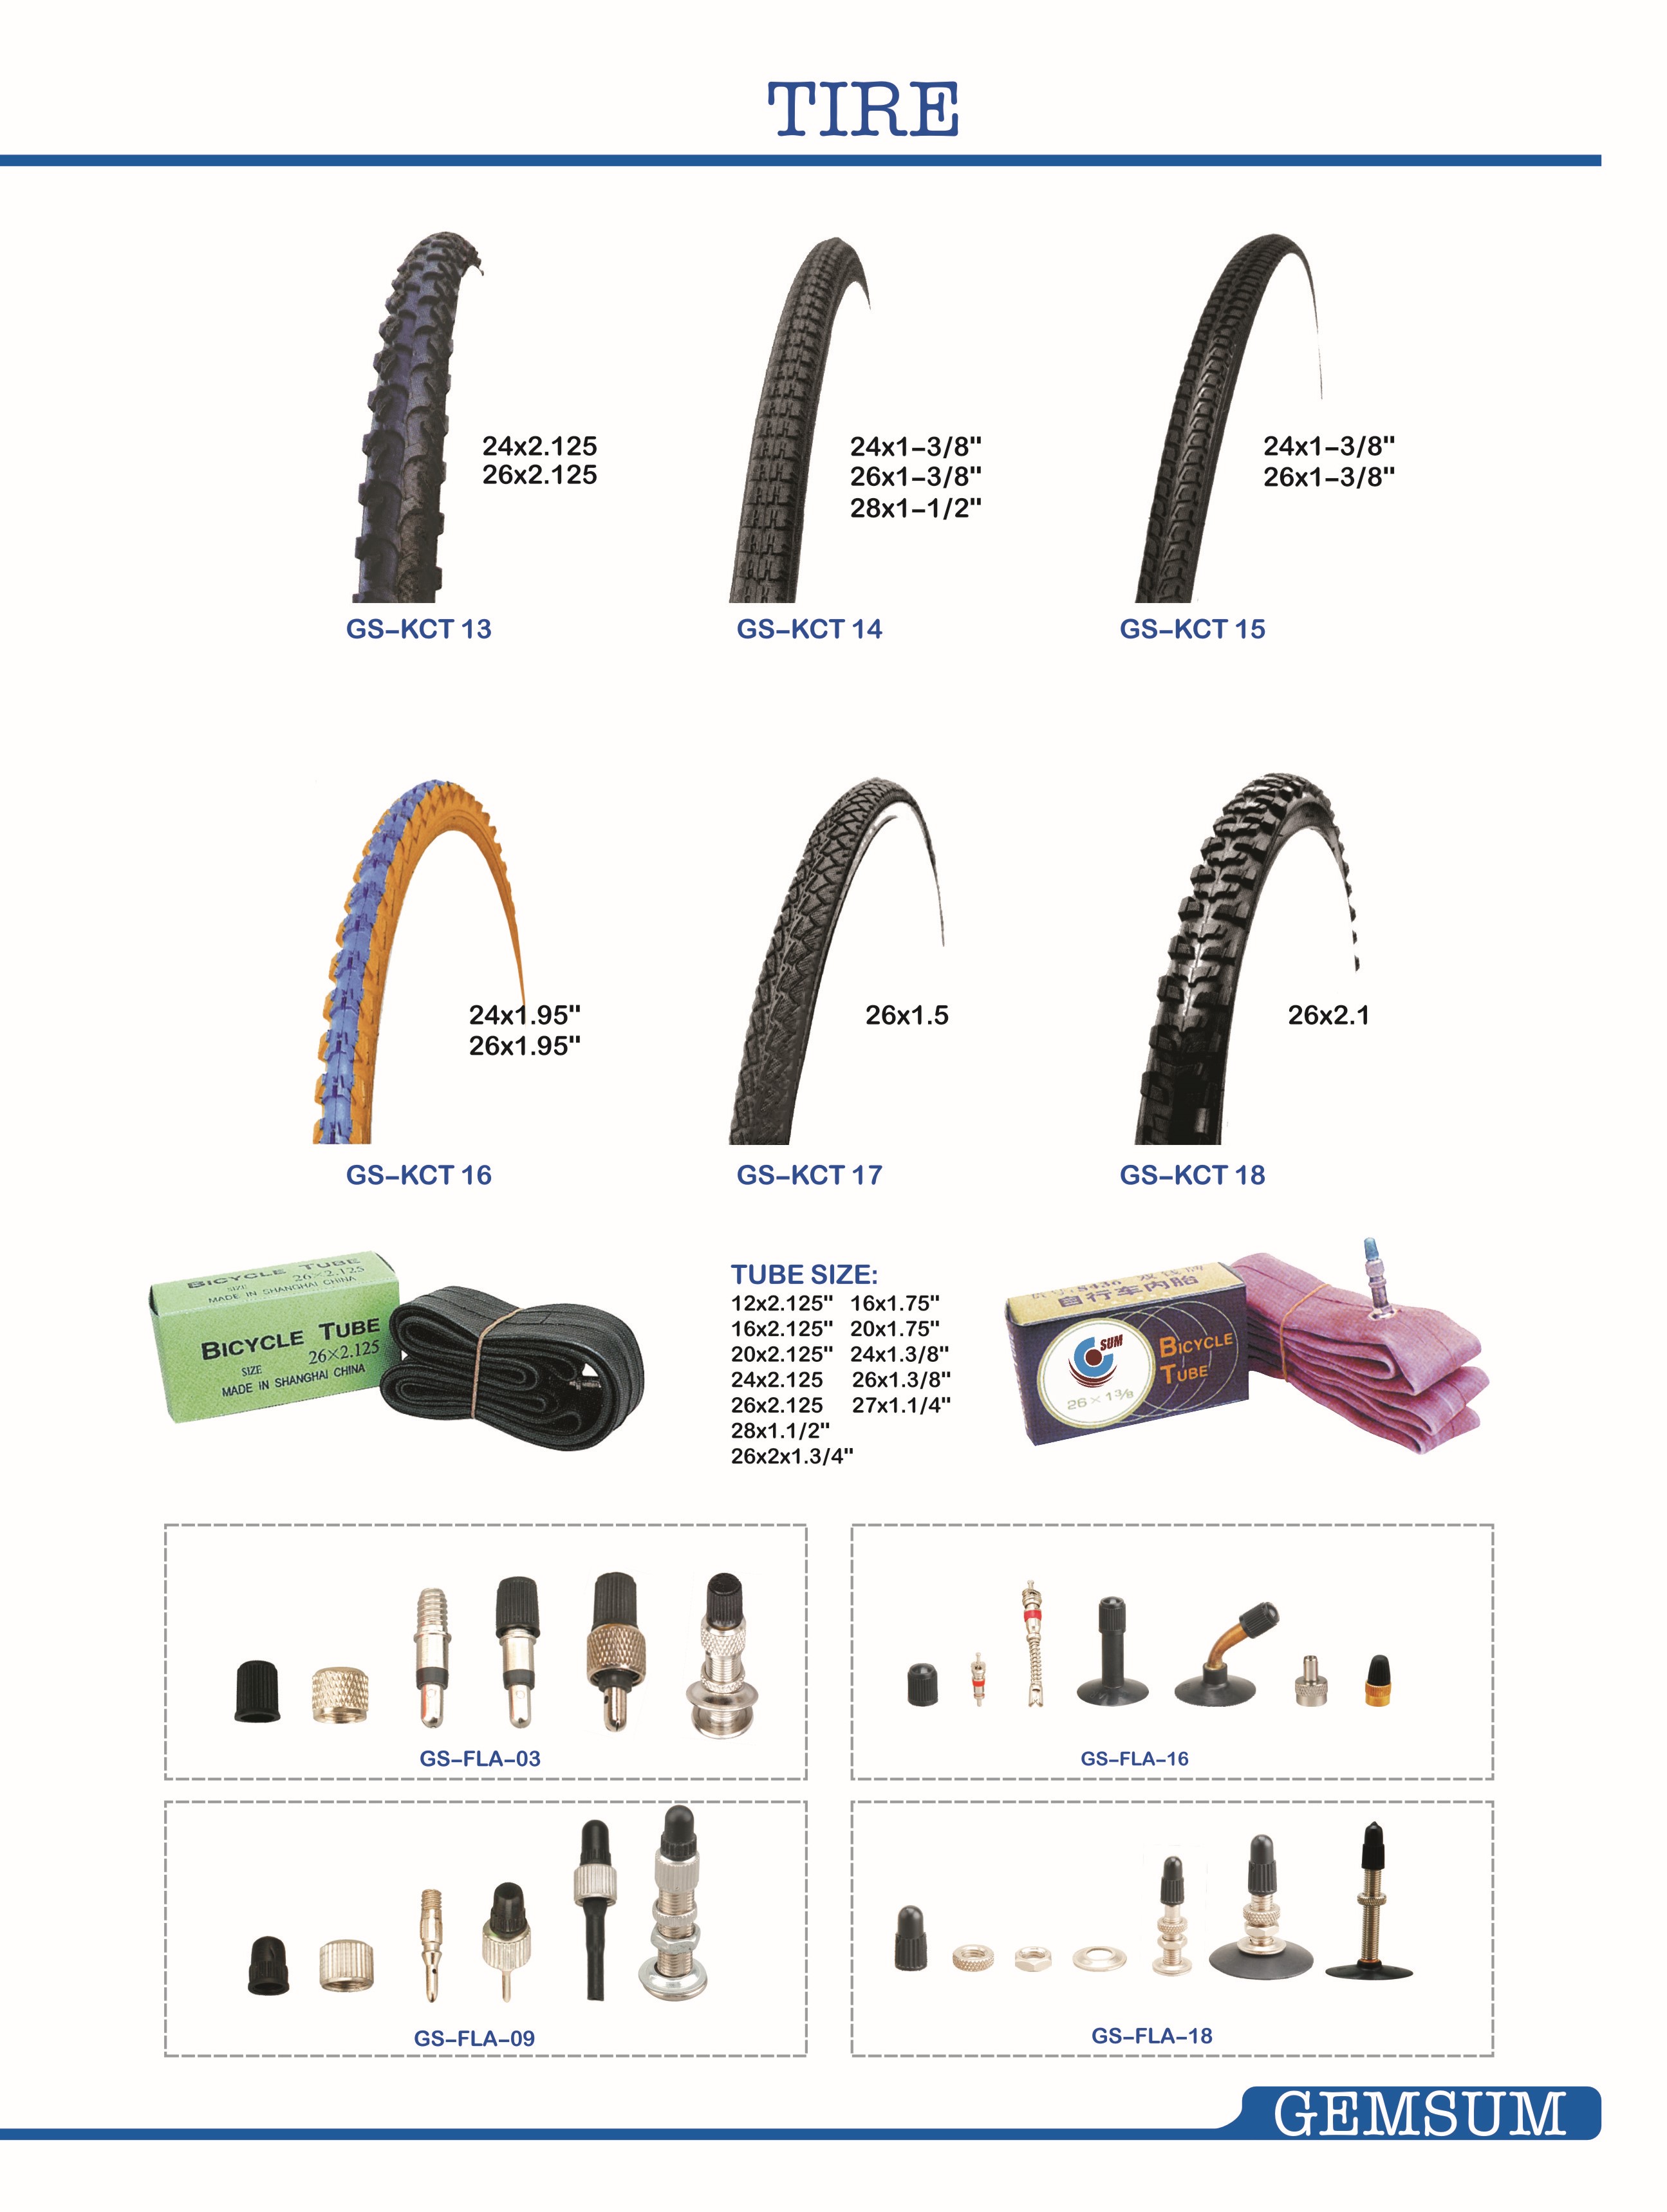 TIRE
24x2.125
26x2.125
GS-KCT 13
24x1-3/8"
26x1-3/8"
28x1-1/2"
GS-KCT 14
24x1-3/8"
26x1-3/8"
GS-KCT 15
24x1.95"
26x1.95"
GS-KCT 16
26x1.5
GS-KCT 17
26x2.1
GS-KCT 18
BICYCLE TUBE
SIZE 26×2.125
MADE IN SHANGHAI CHINA
BICYCLE TUBE
SIZE 26×2.125
MADE IN SHANGHAI CHINA
TUBE SIZE:
12x2.125" 16x1.75"
16x2.125" 20x1.75"
20x2.125" 24x1.3/8"
24x2.125 26x1.3/8"
26x2.125 27x1.1/4"
28x1.1/2"
26x2x1.3/4"
自行车内胎
SUM
BICYCLE
TUBE
26×1 3/8
GS-FLA-03
GS-FLA-16
GS-FLA-09
GS-FLA-18
GEMSUM